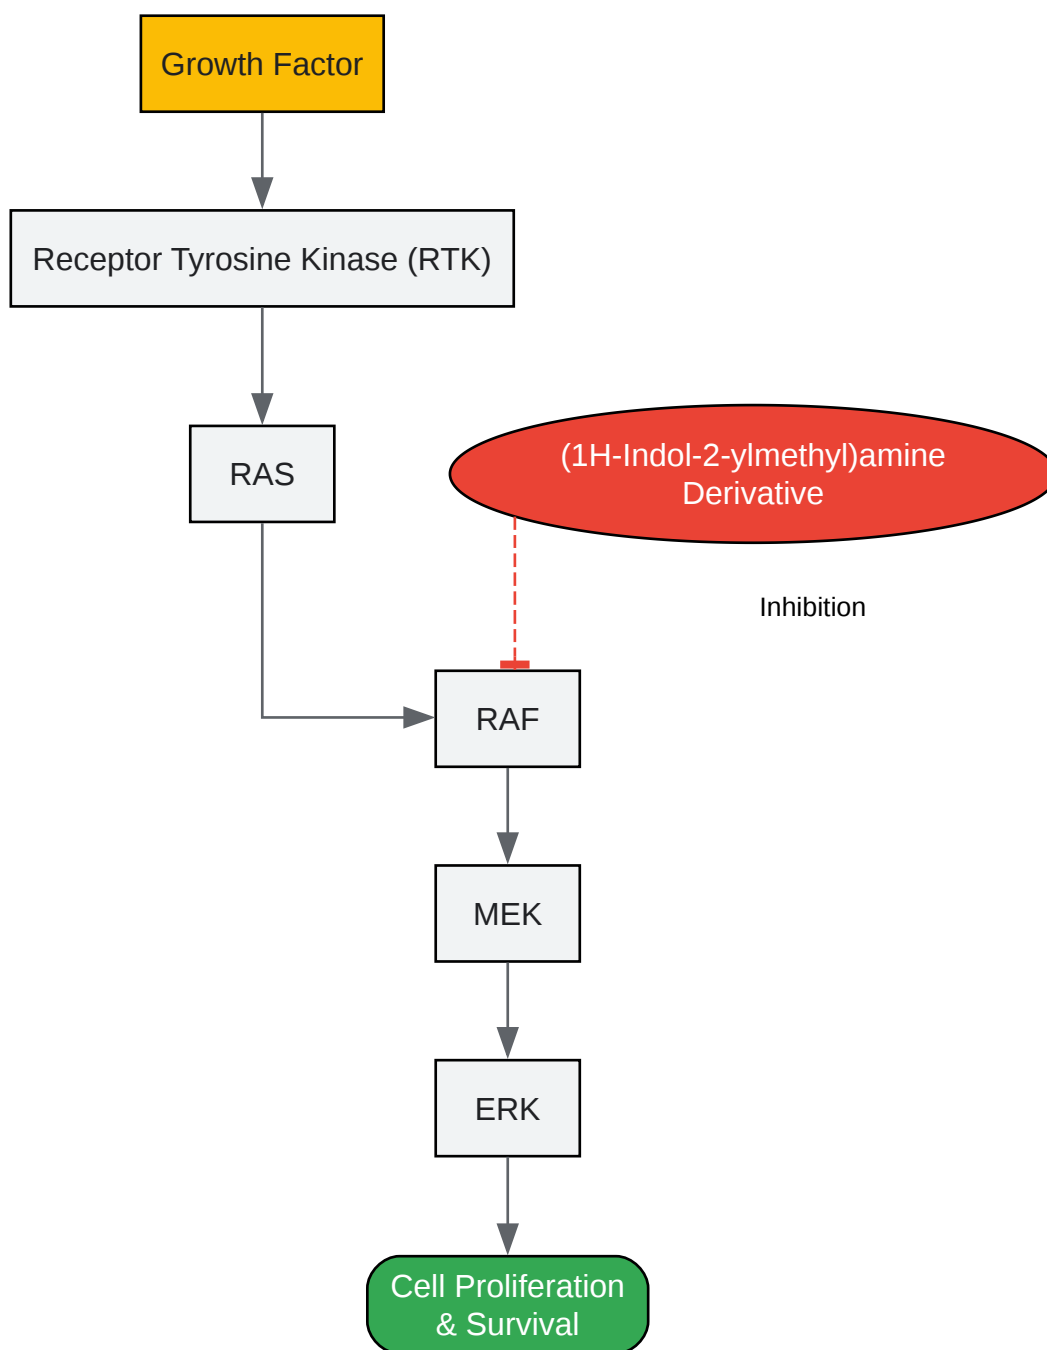 Growth Factor
Receptor Tyrosine Kinase (RTK)
RAS
(1H-Indol-2-ylmethyl)amine
Derivative
Inhibition
RAF
MEK
ERK
Cell Proliferation
& Survival